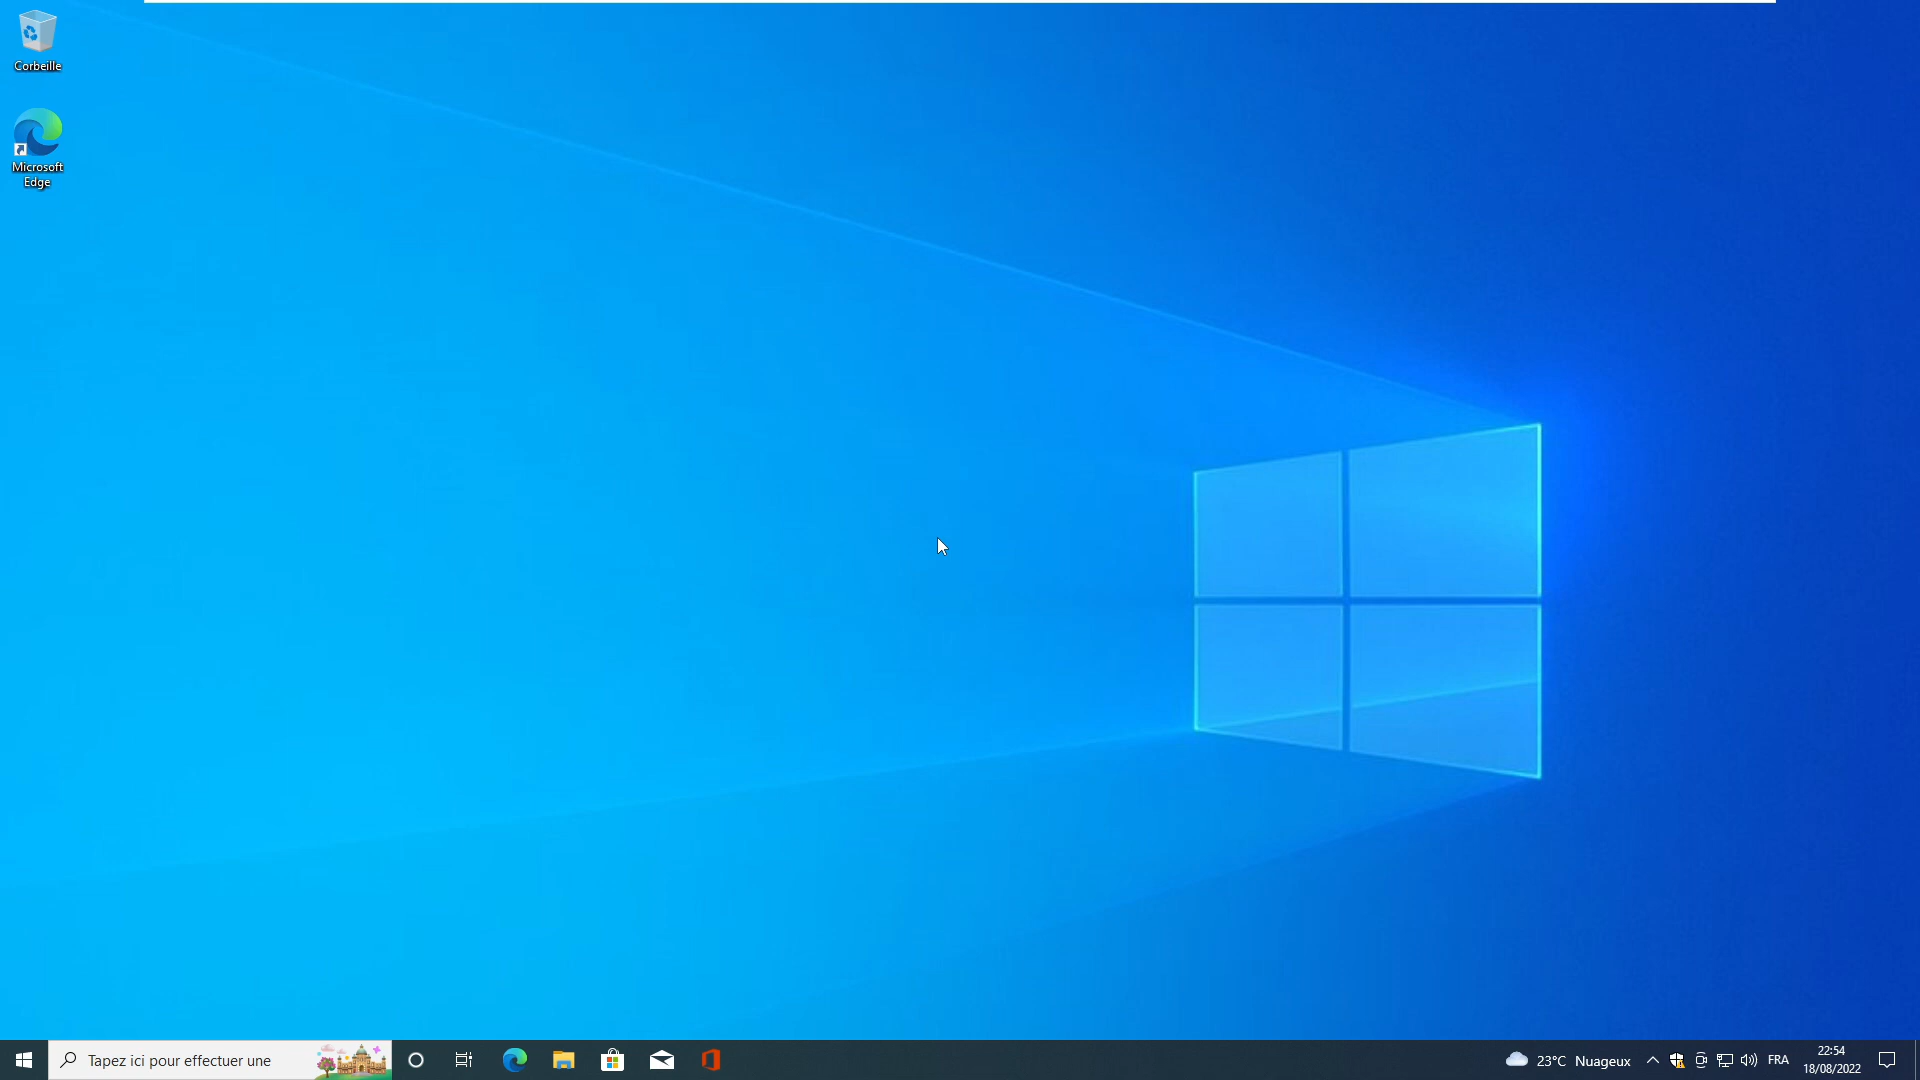 Corbeille
Microsoft
Edge
Tapez ici pour effectuer une
23°C Nuageux
FRA
22:54
18/08/2022